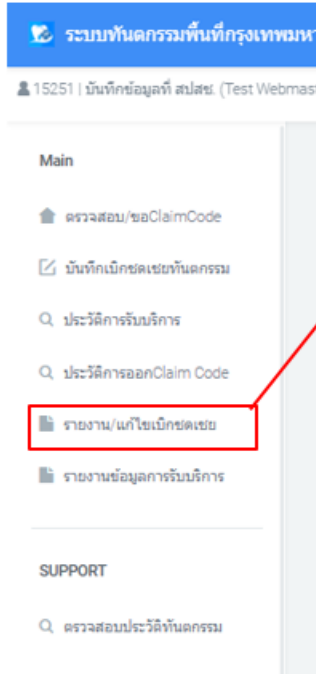 ระบบทันตกรรมพื้นที่กรุงเทพมหา
15251 | บันทึกข้อมูลที่ สปสช. (Test Webmast
Main
ตรวจสอบ/ขอClaimCode
บันทึกเบิกชดเชยทันตกรรม
ประวัติการรับบริการ
ประวัติการออกClaim Code
รายงาน/แก้ไขเบิกชดเชย
รายงานข้อมูลการรับบริการ
SUPPORT
ตรวจสอบประวัติทันตกรรม